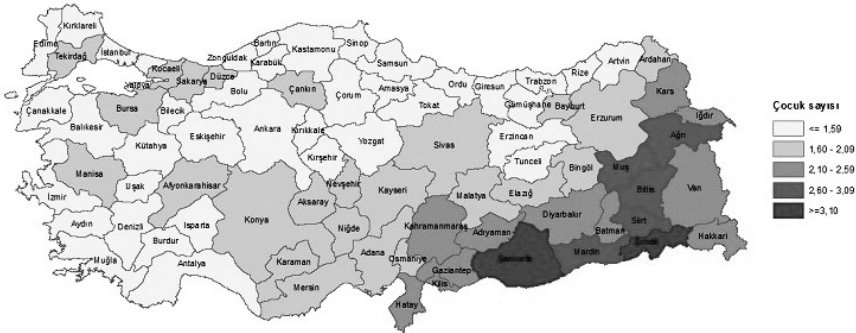 Kırklareli
Edirne
Tekirdağ
İstanbul
Kocaeli
Yalova
Sakarya
Düzce
Zonguldak
Bartın
Karabük
Kastamonu
Sinop
Samsun
Bolu
Çankırı
Çorum
Amasya
Tokat
Ordu
Giresun
Trabzon
Rize
Artvin
Ardahan
Kars
Gümüşhane
Bayburt
Erzurum
Iğdır
Ağrı
Çanakkale
Balıkesir
Bursa
Bilecik
Kütahya
Eskişehir
Ankara
Kırıkkale
Kırşehir
Yozgat
Sivas
Erzincan
Tunceli
Bingöl
Muş
Bitlis
Van
Manisa
İzmir
Uşak
Afyonkarahisar
Konya
Aksaray
Nevşehir
Kayseri
Malatya
Elazığ
Diyarbakır
Batman
Siirt
Şırnak
Hakkari
Aydın
Denizli
Isparta
Burdur
Muğla
Antalya
Karaman
Mersin
Niğde
Adana
Osmaniye
Kahramanmaraş
Adıyaman
Gaziantep
Kilis
Hatay
Şanlıurfa
Mardin
Çocuk sayısı
<= 1,59
1,60 - 2,09
2,10 - 2,59
2,60 - 3,09
>=3,10